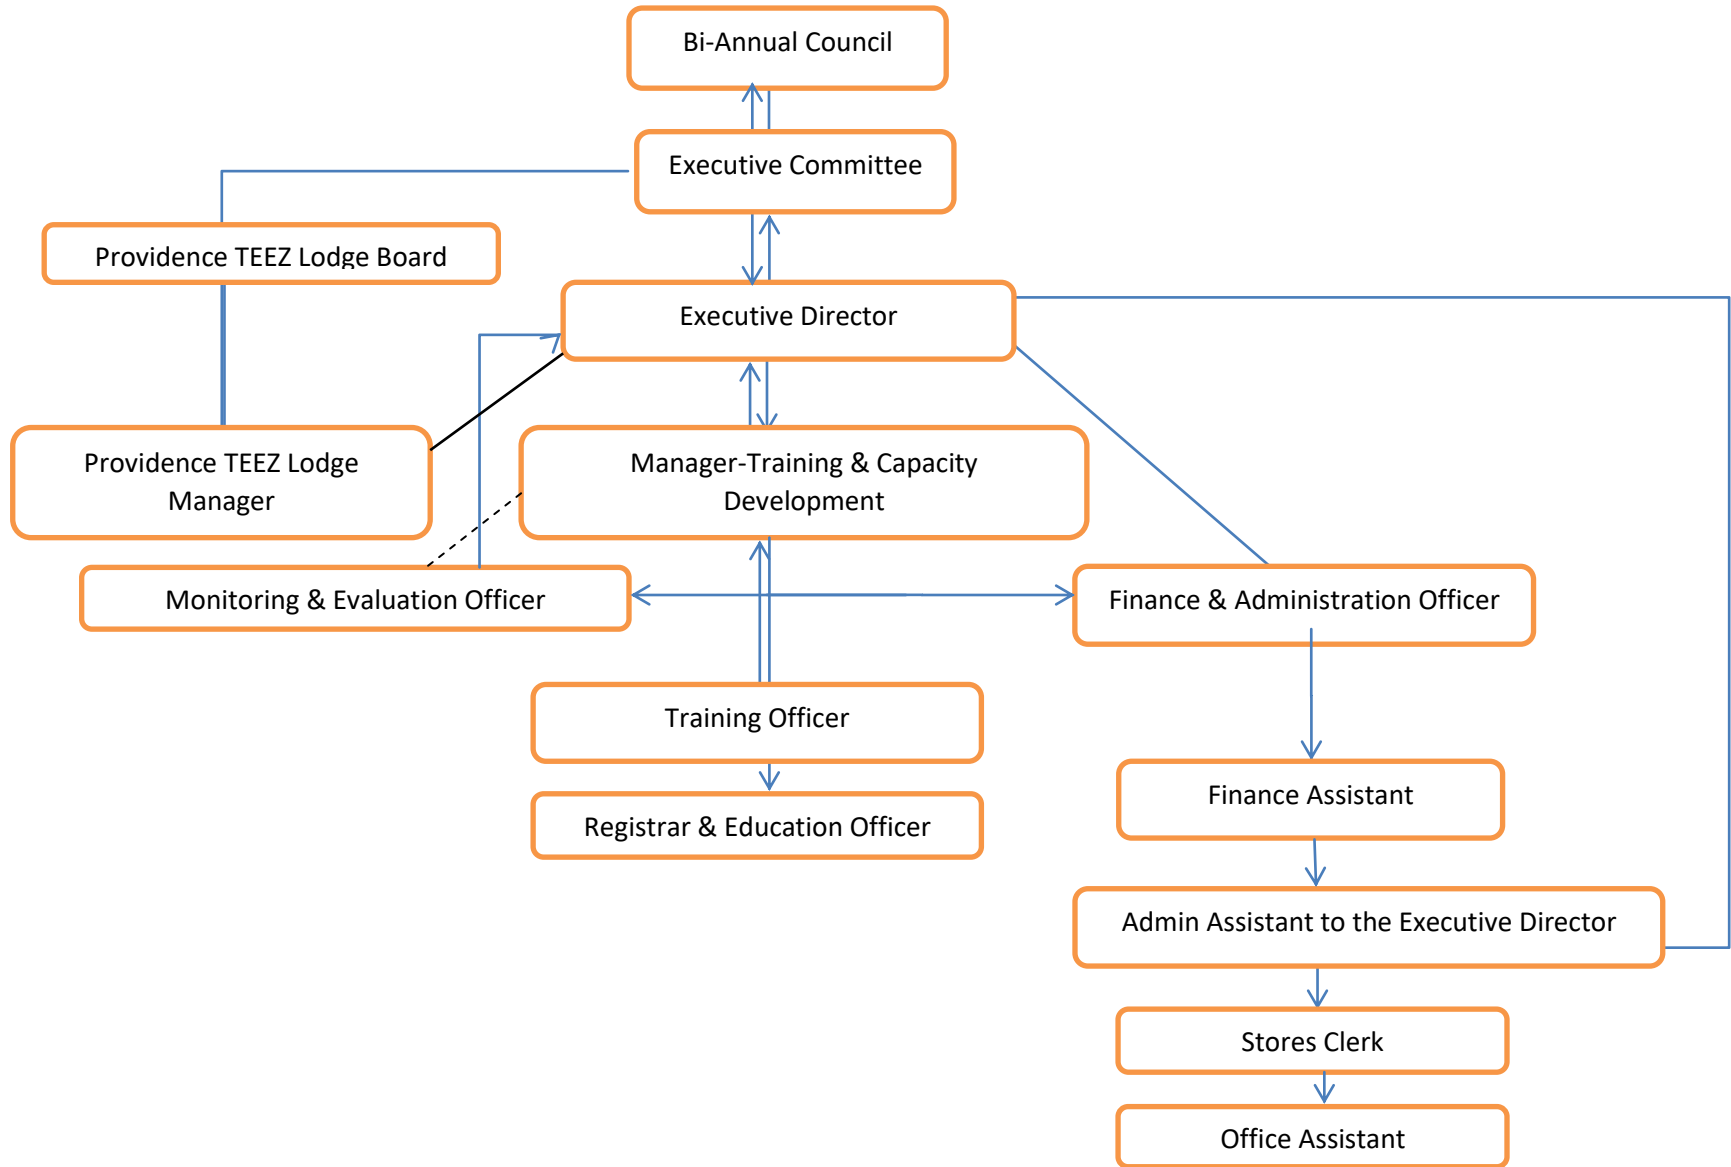 Bi-Annual Council
Executive Committee
Providence TEEZ Lodge Board
Executive Director
Providence TEEZ Lodge
Manager
Manager-Training & Capacity
Development
Monitoring & Evaluation Officer
Finance & Administration Officer
Training Officer
Finance Assistant
Registrar & Education Officer
Admin Assistant to the Executive Director
Stores Clerk
Office Assistant